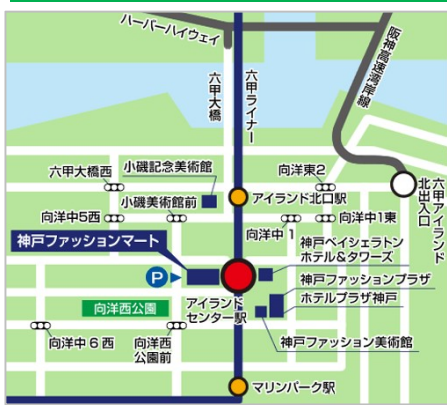 ハーバーハイウェイ
阪神高速湾岸線
六甲大橋
六甲ライナー
六甲大橋西
小磯記念美術館
向洋東2
アイランド北口駅
六甲アイランド
北出入口
小磯美術館前
向洋中5西
向洋中1
向洋中1東
神戸ファッションマート
神戸ベイシェラトン
ホテル&タワーズ
P
アイランド
センター駅
神戸ファッションプラザ
ホテルプラザ神戸
向洋西公園
向洋中6西
向洋西
公園前
神戸ファッション美術館
マリンパーク駅